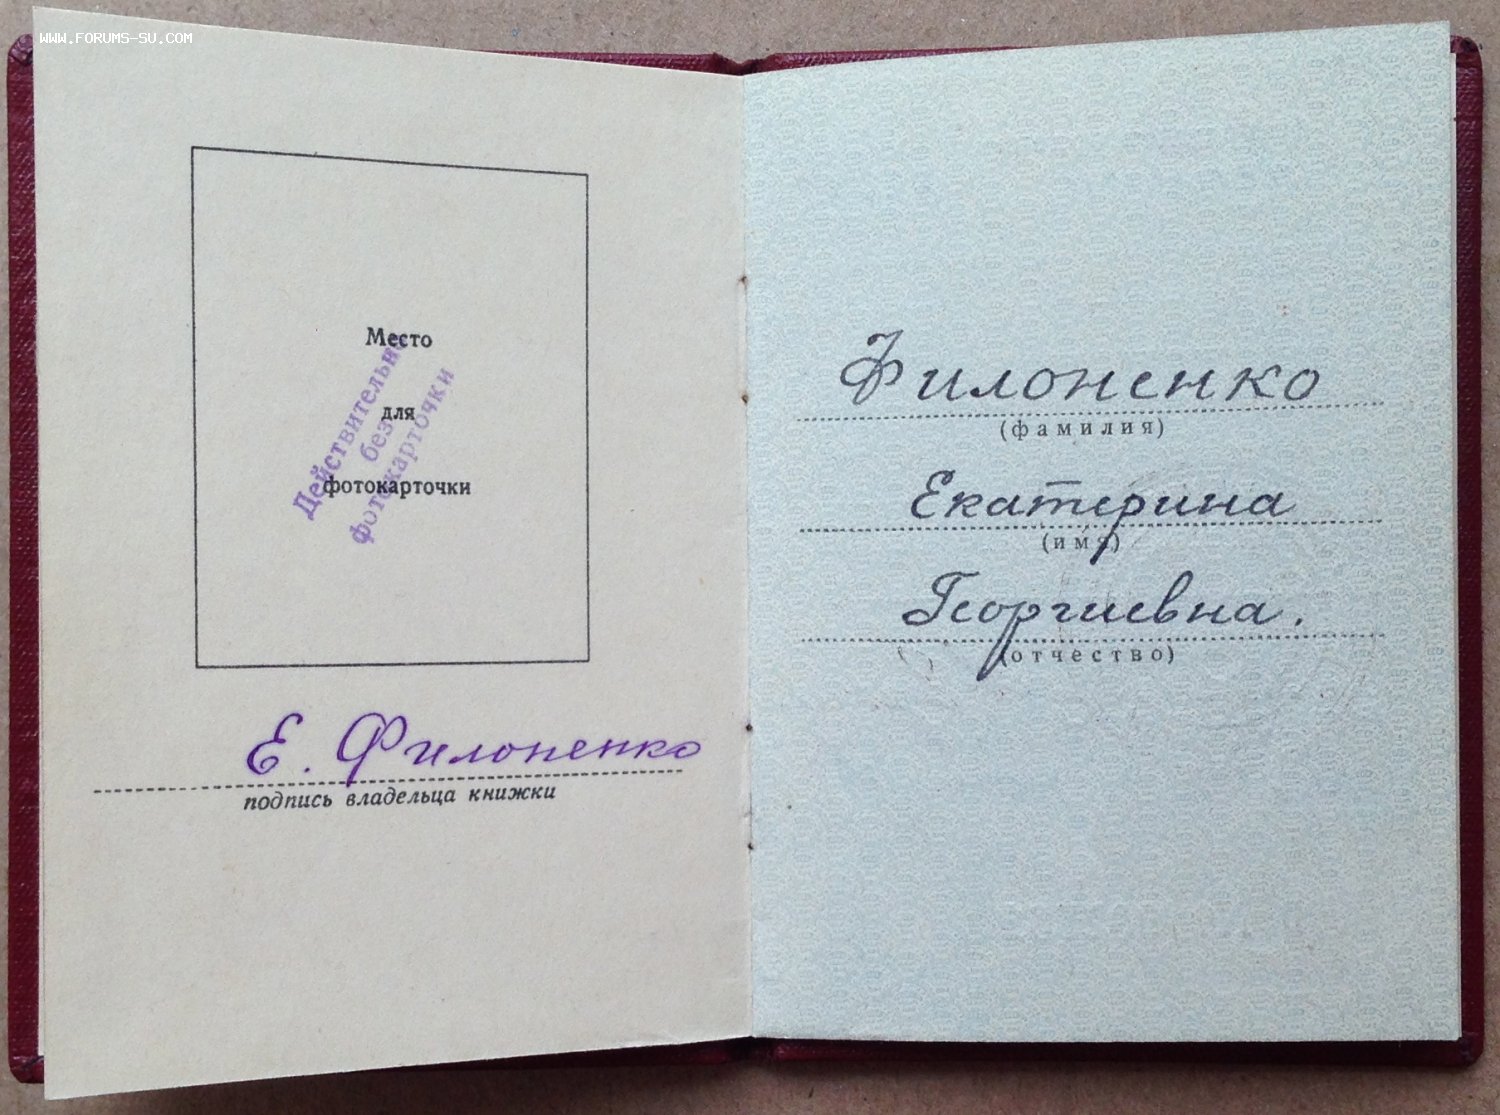 WWW.FORUMS-SU.COM
Место
для
фотокарточки
Действительно
без
фотокарточки
Е. Филоненко
подпись владельца книжки
Филоненко
(фамилия)
Екатерина
(имя)
Георгиевна.
(отчество)